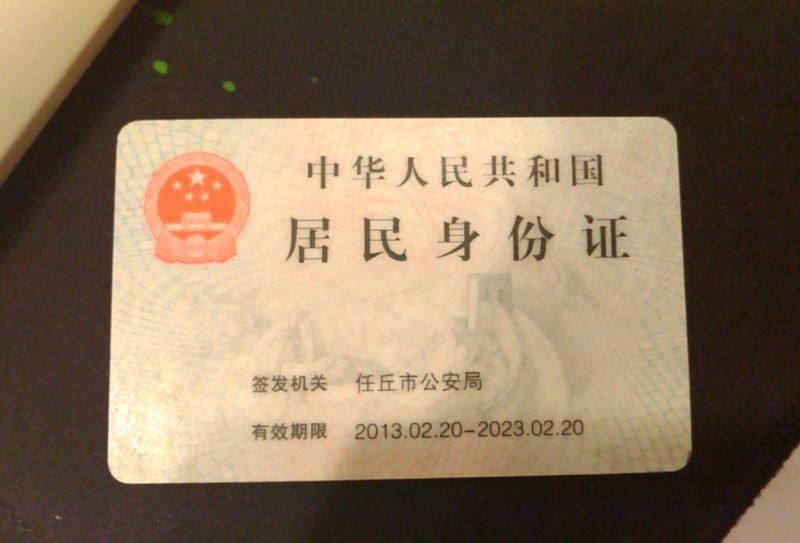 中华人民共和国
居民身份证
签发机关 任丘市公安局
有效期限 2013.02.20-2023.02.20